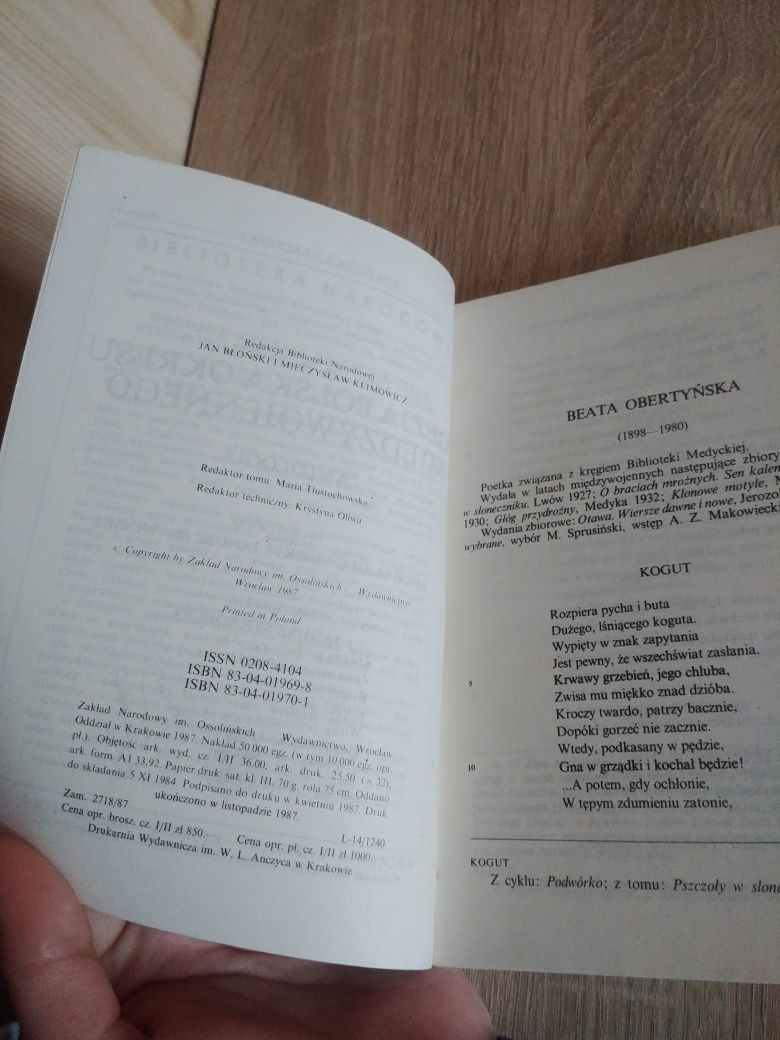 Redakcja Biblioteki Narodowej
JAN BŁOŃSKI I MIECZYSŁAW KLIMOWICZ
Redaktor tomu: Maria Tłustochowska
Redaktor techniczny: Krystyna Oliwa
© Copyright by Zakład Narodowy im. Ossolińskich Wydawnictwo
Wrocław 1987
Printed in Poland
ISSN 0208-4104
ISBN 83-04-01969-8
ISBN 83-04-01970-1
Zakład Narodowy im. Ossolińskich Wydawnictwo, Wrocław.
Oddział w Krakowie 1987. Nakład 50 000 egz. (w tym 10 000 egz. opr.
pł.). Objętość ark. wyd. cz. I/II 36,00; ark. druk. 25,50 (× 32);
ark. form. A1 33,92. Papier druk. sat. kl. III, 70 g, rola 75 cm. Oddano
do składania 5 XI 1984. Podpisano do druku w kwietniu 1987. Druk
ukończono w listopadzie 1987.
Zam. 2718/87 L-14/1240
Cena opr. brosz. cz. I/II zł 850,— Cena opr. pł. cz. I/II zł 1000,—
Drukarnia Wydawnicza im. W. L. Anczyca w Krakowie
BEATA OBERTYŃSKA
(1898—1980)
Poetka związana z kręgiem Biblioteki Medyckiej.
Wydała w latach międzywojennych następujące zbiory
w słoneczniku, Lwów 1927; O braciach mroźnych. Sen
1930; Głóg przydrożny, Medyka 1932; Klonowe motyle,
Wydania zbiorowe: Otawa. Wiersze dawne i nowe,
wybrane, wybór M. Sprusiński, wstęp A. Z. Makowiecki
KOGUT
Rozpiera pycha i buta
Dużego, lśniącego koguta.
Wypięty w znak zapytania
Jest pewny, że wszechświat zasłania.
5 Krwawy grzebień, jego chluba,
Zwisa mu miękko znad dzióba.
Kroczy twardo, patrzy bacznie,
Dopóki gorzeć nie zacznie.
Wtedy, podkasany w pędzie,
10 Gna w grządki i kochał będzie!
...A potem, gdy ochłonie,
W tępym zdumieniu zatonie,
KOGUT
Z cyklu: Podwórko; z tomu: Pszczoły w